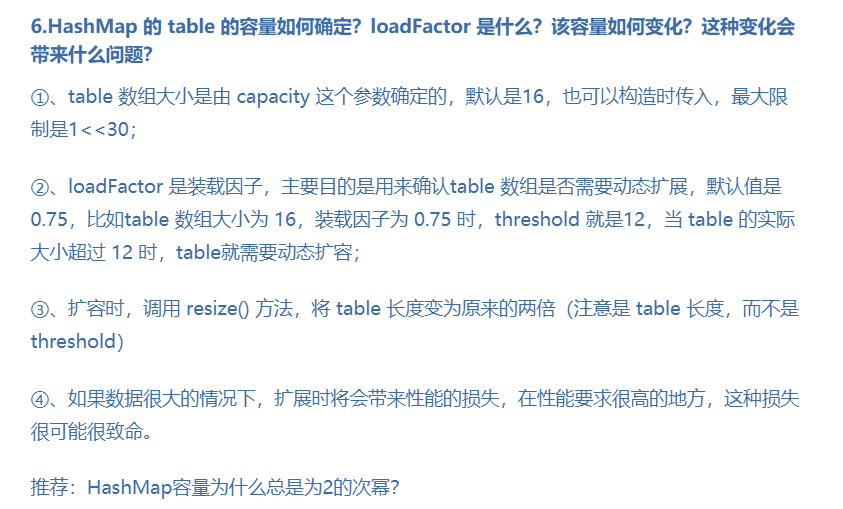 6.HashMap 的 table 的容量如何确定？loadFactor 是什么？该容量如何变化？这种变化会
带来什么问题？
①、table 数组大小是由 capacity 这个参数确定的，默认是16，也可以构造时传入，最大限
制是1<<30；
②、loadFactor 是装载因子，主要目的是用来确认table 数组是否需要动态扩展，默认值是
0.75，比如table 数组大小为 16，装载因子为 0.75 时，threshold 就是12，当 table 的实际
大小超过 12 时，table就需要动态扩容；
③、扩容时，调用 resize() 方法，将 table 长度变为原来的两倍（注意是 table 长度，而不是
threshold）
④、如果数据很大的情况下，扩展时将会带来性能的损失，在性能要求很高的地方，这种损失
很可能很致命。
推荐：HashMap容量为什么总是为2的次幂？